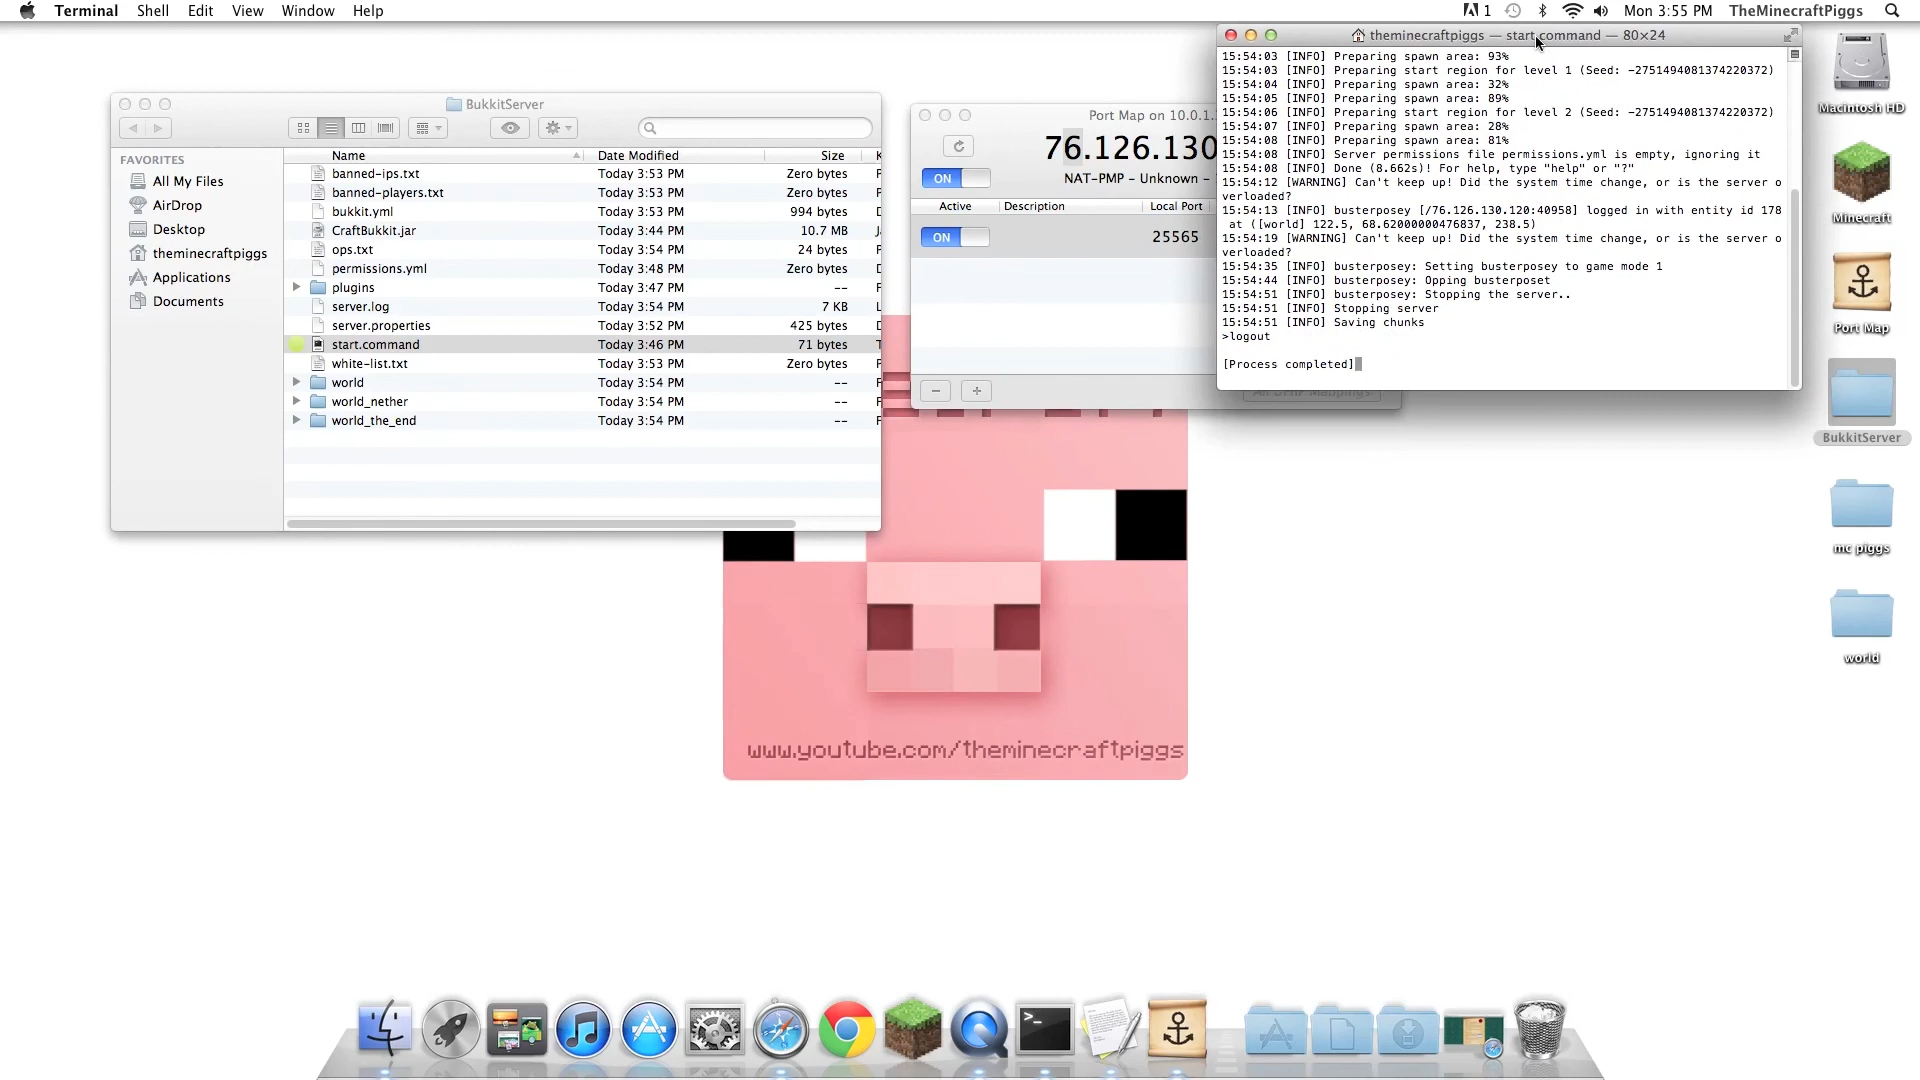 Terminal Shell Edit View Window Help
1 Mon 3:55 PM TheMinecraftPiggs
theminecraftpiggs — start.command — 80×24
15:54:03 [INFO] Preparing spawn area: 93%
15:54:03 [INFO] Preparing start region for level 1 (Seed: -2751494081374220372)
15:54:04 [INFO] Preparing spawn area: 32%
15:54:05 [INFO] Preparing spawn area: 89%
15:54:06 [INFO] Preparing start region for level 2 (Seed: -2751494081374220372)
15:54:07 [INFO] Preparing spawn area: 28%
15:54:08 [INFO] Preparing spawn area: 81%
15:54:08 [INFO] Server permissions file permissions.yml is empty, ignoring it
15:54:08 [INFO] Done (8.662s)! For help, type "help" or "?"
15:54:12 [WARNING] Can't keep up! Did the system time change, or is the server o
verloaded?
15:54:13 [INFO] busterposey [/76.126.130.120:40958] logged in with entity id 178
at ([world] 122.5, 68.62000000476837, 238.5)
15:54:19 [WARNING] Can't keep up! Did the system time change, or is the server o
verloaded?
15:54:35 [INFO] busterposey: Setting busterposey to game mode 1
15:54:44 [INFO] busterposey: Opping busterposet
15:54:51 [INFO] busterposey: Stopping the server..
15:54:51 [INFO] Stopping server
15:54:51 [INFO] Saving chunks
>logout
[Process completed]
BukkitServer
FAVORITES
All My Files
AirDrop
Desktop
theminecraftpiggs
Applications
Documents
Name Date Modified Size K
banned-ips.txt Today 3:53 PM Zero bytes
banned-players.txt Today 3:53 PM Zero bytes
bukkit.yml Today 3:53 PM 994 bytes
CraftBukkit.jar Today 3:44 PM 10.7 MB
ops.txt Today 3:54 PM 24 bytes
permissions.yml Today 3:48 PM Zero bytes
plugins Today 3:47 PM --
server.log Today 3:54 PM 7 KB
server.properties Today 3:52 PM 425 bytes
start.command Today 3:46 PM 71 bytes
white-list.txt Today 3:53 PM Zero bytes
world Today 3:54 PM --
world_nether Today 3:54 PM --
world_the_end Today 3:54 PM --
Port Map on 10.0.1.
76.126.130
ON NAT-PMP – Unknown –
Active Description Local Port
ON 25565
Macintosh HD
Minecraft
Port Map
BukkitServer
mc piggs
world
www.youtube.com/theminecraftpiggs